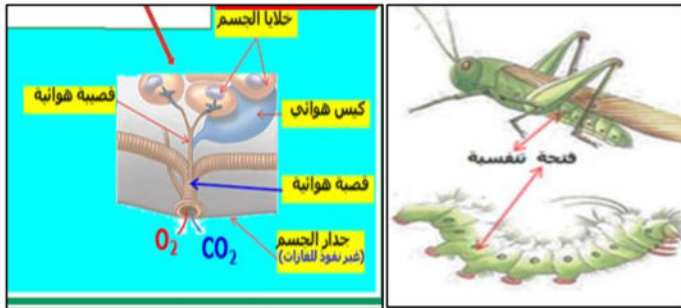 خلايا الجسم
قصيبة هوائية
كيس هوائي
قصبة هوائية
O₂
CO₂
جدار الجسم
(غير نفوذ للغازات)
فتحة تنفسية